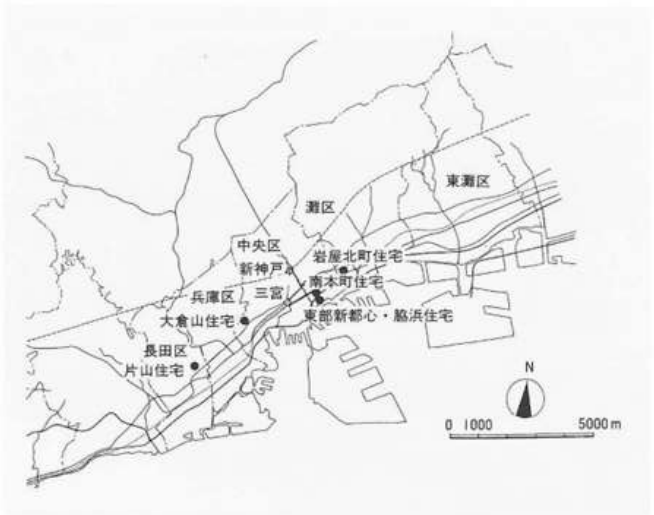 東灘区
灘区
中央区
岩屋北町住宅
新神戸
南本町住宅
兵庫区
三宮
大倉山住宅
東部新都心・脇浜住宅
長田区
片山住宅
N
0 1000 5000m